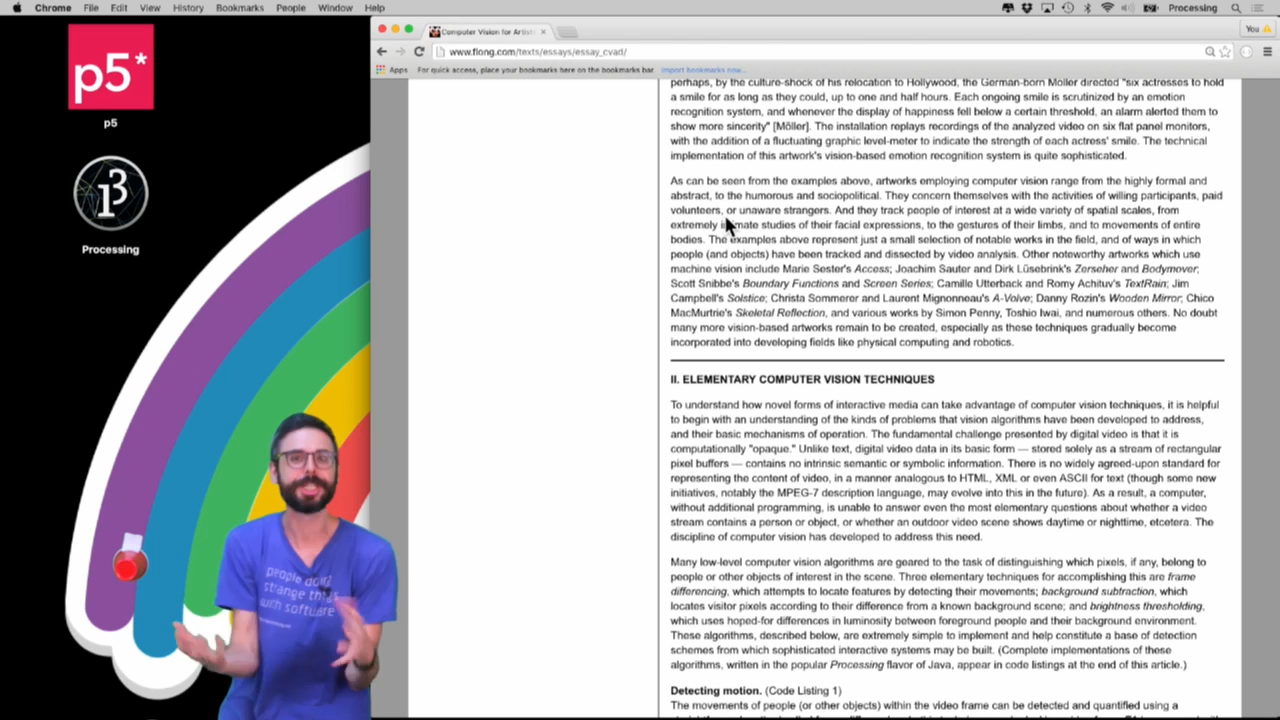 Chrome File Edit View History Bookmarks People Window Help Processing
Computer Vision for Artis
You
www.flong.com/texts/essays/essay_cvad/
Apps For quick access, place your bookmarks here on the bookmarks bar. Import bookmarks now...
p5*
p5
Processing
perhaps, by the culture-shock of his relocation to Hollywood, the German-born Möller directed "six actresses to hold
a smile for as long as they could, up to one and half hours. Each ongoing smile is scrutinized by an emotion
recognition system, and whenever the display of happiness fell below a certain threshold, an alarm alerted them to
show more sincerity" [Möller]. The installation replays recordings of the analyzed video on six flat panel monitors,
with the addition of a fluctuating graphic level-meter to indicate the strength of each actress' smile. The technical
implementation of this artwork's vision-based emotion recognition system is quite sophisticated.
As can be seen from the examples above, artworks employing computer vision range from the highly formal and
abstract, to the humorous and sociopolitical. They concern themselves with the activities of willing participants, paid
volunteers, or unaware strangers. And they track people of interest at a wide variety of spatial scales, from
extremely intimate studies of their facial expressions, to the gestures of their limbs, and to movements of entire
bodies. The examples above represent just a small selection of notable works in the field, and of ways in which
people (and objects) have been tracked and dissected by video analysis. Other noteworthy artworks which use
machine vision include Marie Sester's Access; Joachim Sauter and Dirk Lüsebrink's Zerseher and Bodymover;
Scott Snibbe's Boundary Functions and Screen Series; Camille Utterback and Romy Achituv's TextRain; Jim
Campbell's Solstice; Christa Sommerer and Laurent Mignonneau's A-Volve; Danny Rozin's Wooden Mirror; Chico
MacMurtrie's Skeletal Reflection, and various works by Simon Penny, Toshio Iwai, and numerous others. No doubt
many more vision-based artworks remain to be created, especially as these techniques gradually become
incorporated into developing fields like physical computing and robotics.
II. ELEMENTARY COMPUTER VISION TECHNIQUES
To understand how novel forms of interactive media can take advantage of computer vision techniques, it is helpful
to begin with an understanding of the kinds of problems that vision algorithms have been developed to address,
and their basic mechanisms of operation. The fundamental challenge presented by digital video is that it is
computationally "opaque." Unlike text, digital video data in its basic form — stored solely as a stream of rectangular
pixel buffers — contains no intrinsic semantic or symbolic information. There is no widely agreed-upon standard for
representing the content of video, in a manner analogous to HTML, XML or even ASCII for text (though some new
initiatives, notably the MPEG-7 description language, may evolve into this in the future). As a result, a computer,
without additional programming, is unable to answer even the most elementary questions about whether a video
stream contains a person or object, or whether an outdoor video scene shows daytime or nighttime, etcetera. The
discipline of computer vision has developed to address this need.
Many low-level computer vision algorithms are geared to the task of distinguishing which pixels, if any, belong to
people or other objects of interest in the scene. Three elementary techniques for accomplishing this are frame
differencing, which attempts to locate features by detecting their movements; background subtraction, which
locates visitor pixels according to their difference from a known background scene; and brightness thresholding,
which uses hoped-for differences in luminosity between foreground people and their background environment.
These algorithms, described below, are extremely simple to implement and help constitute a base of detection
schemes from which sophisticated interactive systems may be built. (Complete implementations of these
algorithms, written in the popular Processing flavor of Java, appear in code listings at the end of this article.)
Detecting motion. (Code Listing 1)
The movements of people (or other objects) within the video frame can be detected and quantified using a
people doing
strange things
such software